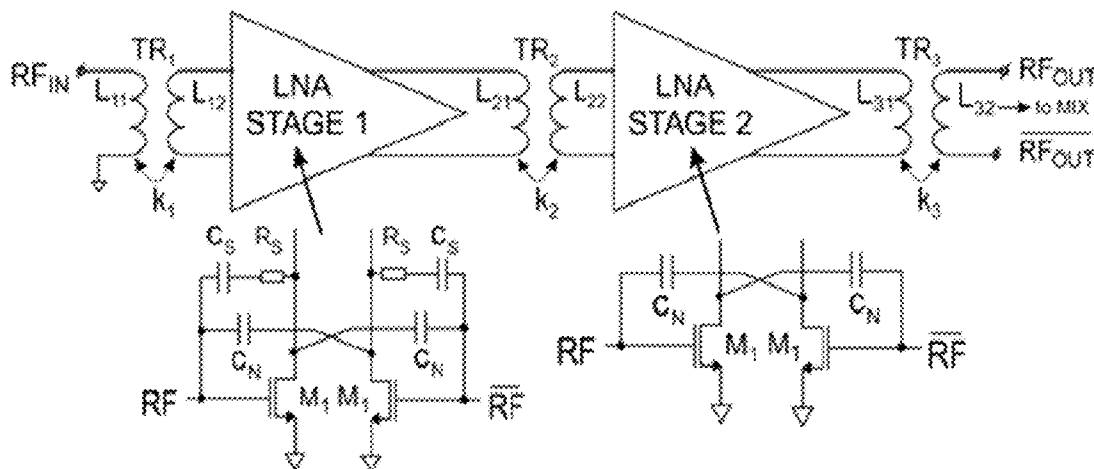 TR₁ TR₂ TR₃
RF_IN L₁₁ L₁₂ LNA STAGE 1 L₂₁ L₂₂ LNA STAGE 2 L₃₁ L₃₂ RF_OUT
to MIX
RF_OUT
k₁ k₂ k₃
C_S R_S R_S C_S
C_N C_N C_N C_N
RF M₁ M₁ RF RF M₁ M₁ RF